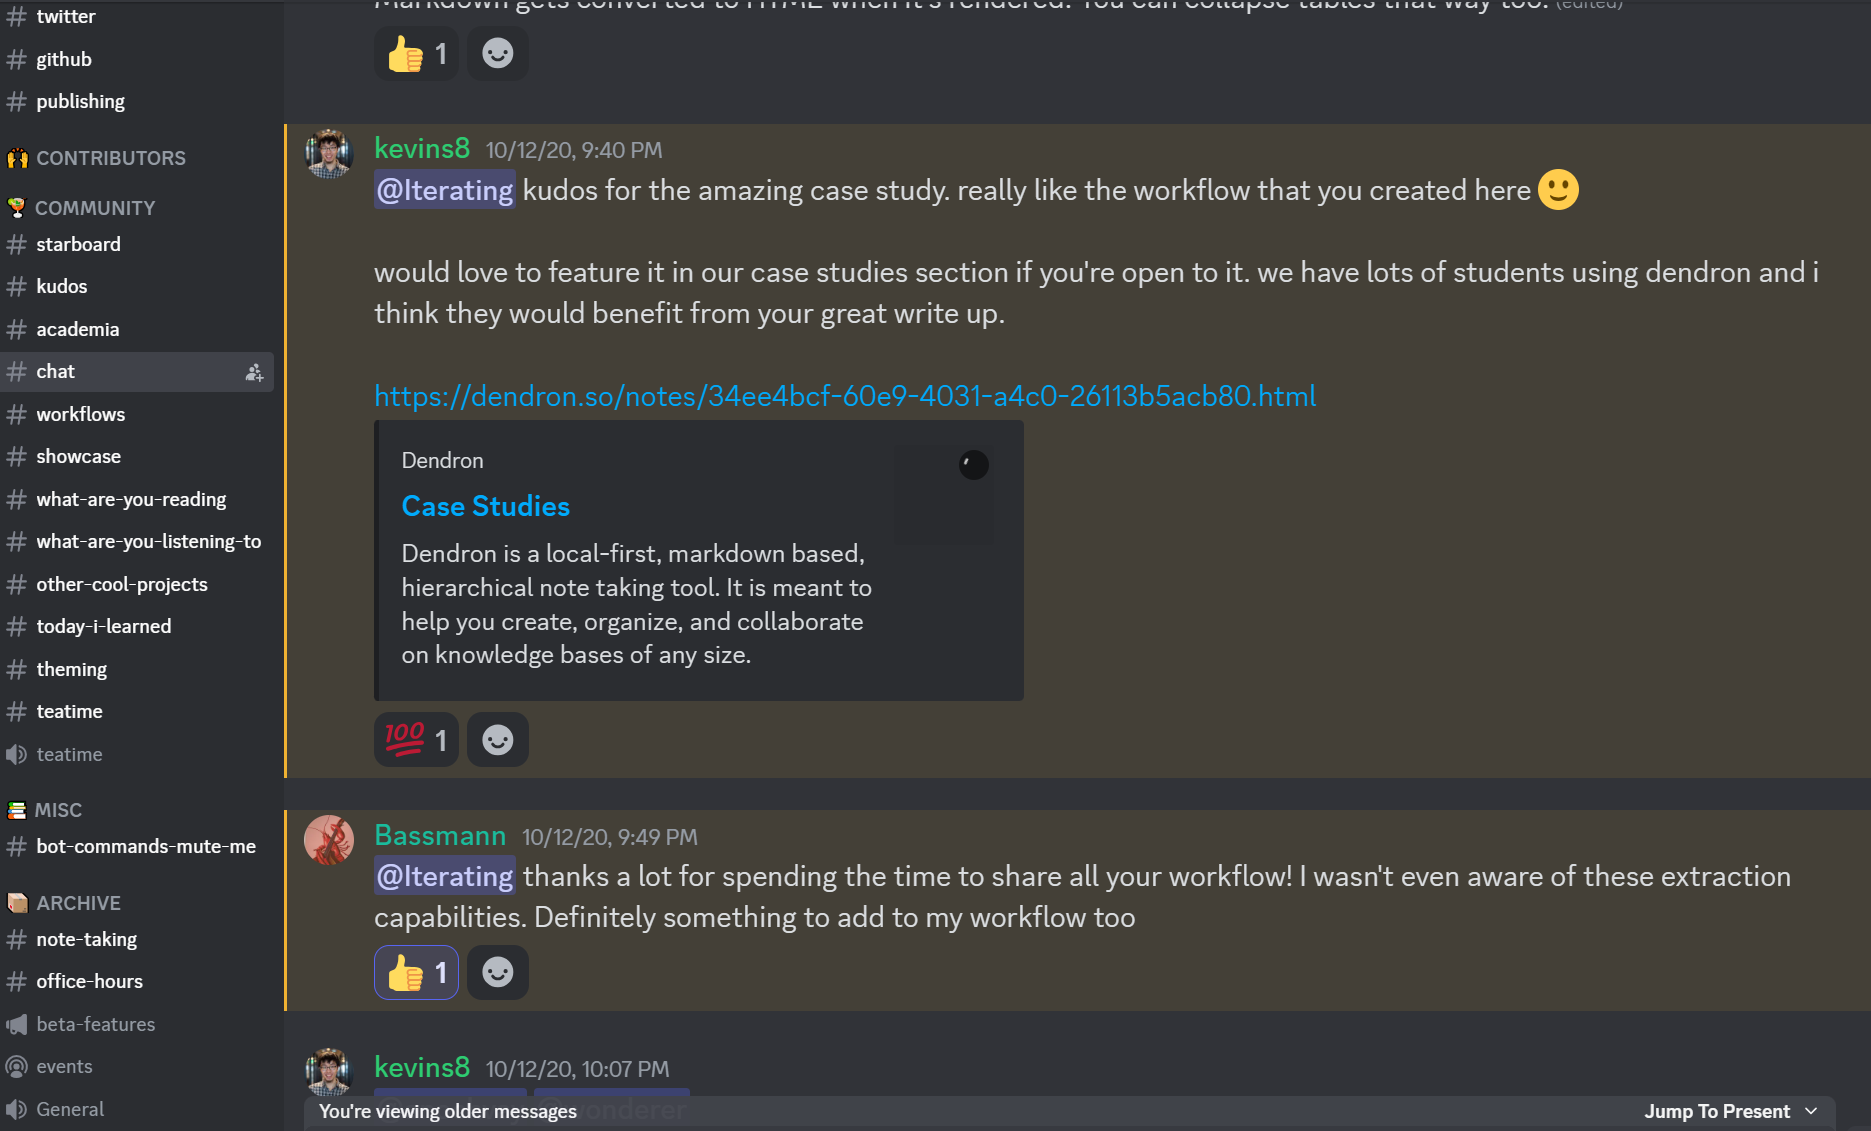 twitter
github
publishing
CONTRIBUTORS
COMMUNITY
starboard
kudos
academia
chat
workflows
showcase
what-are-you-reading
what-are-you-listening-to
other-cool-projects
today-i-learned
theming
teatime
teatime
MISC
bot-commands-mute-me
ARCHIVE
note-taking
office-hours
beta-features
events
General
Markdown gets converted to HTML when it's rendered. You can collapse tables that way too. (edited)
👍 1
kevins8 10/12/20, 9:40 PM
@Iterating kudos for the amazing case study. really like the workflow that you created here 🙂
would love to feature it in our case studies section if you're open to it. we have lots of students using dendron and i
think they would benefit from your great write up.
https://dendron.so/notes/34ee4bcf-60e9-4031-a4c0-26113b5acb80.html
Dendron
Case Studies
Dendron is a local-first, markdown based,
hierarchical note taking tool. It is meant to
help you create, organize, and collaborate
on knowledge bases of any size.
💯 1
Bassmann 10/12/20, 9:49 PM
@Iterating thanks a lot for spending the time to share all your workflow! I wasn't even aware of these extraction
capabilities. Definitely something to add to my workflow too
👍 1
kevins8 10/12/20, 10:07 PM
You're viewing older messages
Jump To Present